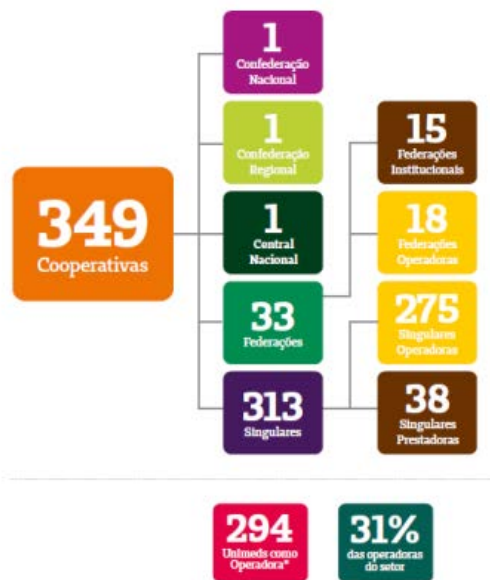 349
Cooperativas
1
Confederação
Nacional
1
Confederação
Regional
1
Central
Nacional
33
Federações
313
Singulares
15
Federações
Institucionais
18
Federações
Operadoras
275
Singulares
Operadoras
38
Singulares
Prestadoras
294
Unimeds como
Operadora*
31%
das operadoras
do setor